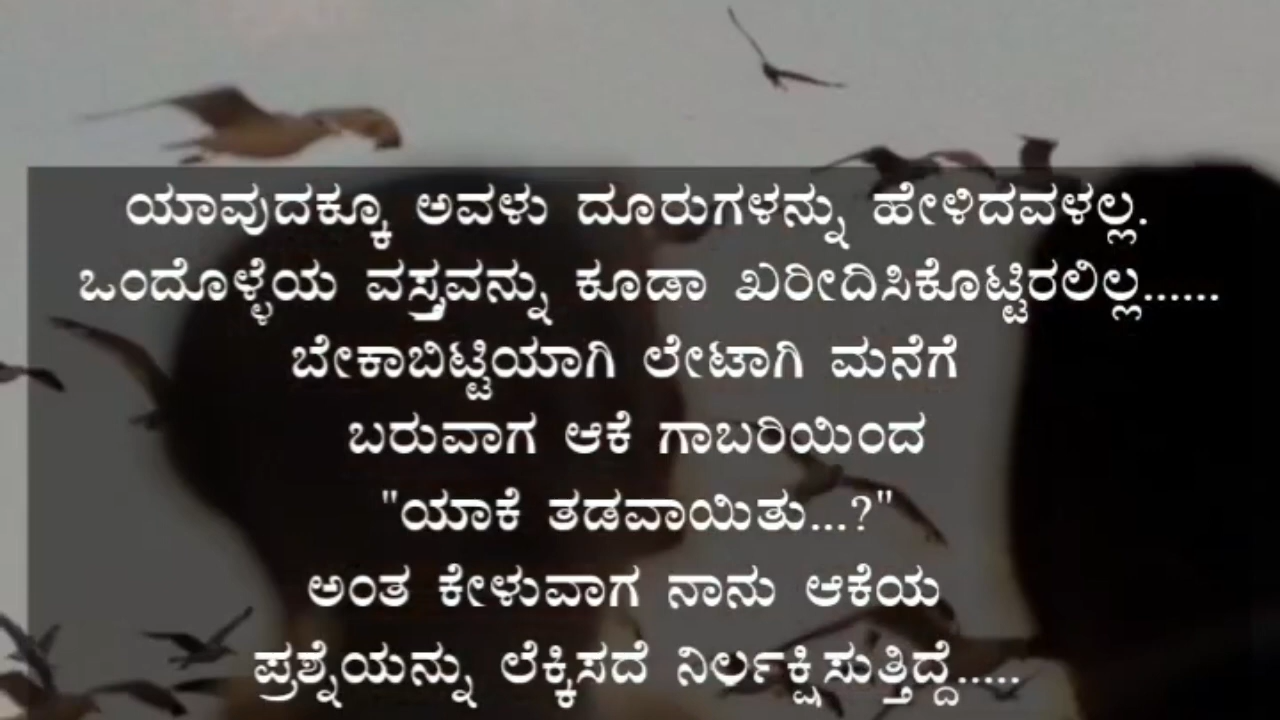 ಯಾವುದಕ್ಕೂ ಅವಳು ದೂರುಗಳನ್ನು ಹೇಳಿದವಳಲ್ಲ.
ಒಂದೊಳ್ಳೆಯ ವಸ್ತ್ರವನ್ನು ಕೂಡಾ ಖರೀದಿಸಿಕೊಟ್ಟಿರಲಿಲ್ಲ......
ಬೇಕಾಬಿಟ್ಟಿಯಾಗಿ ಲೇಟಾಗಿ ಮನೆಗೆ
ಬರುವಾಗ ಆಕೆ ಗಾಬರಿಯಿಂದ
"ಯಾಕೆ ತಡವಾಯಿತು...?"
ಅಂತ ಕೇಳುವಾಗ ನಾನು ಆಕೆಯ
ಪ್ರಶ್ನೆಯನ್ನು ಲೆಕ್ಕಿಸದೆ ನಿರ್ಲಕ್ಷಿಸುತ್ತಿದ್ದೆ.....